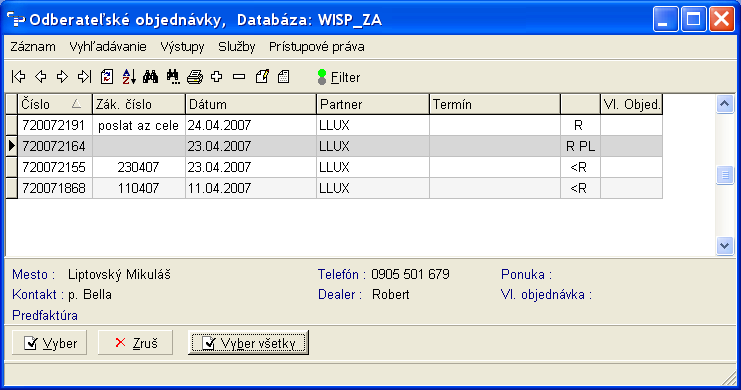 Odberateľské objednávky, Databáza: WISP_ZA
Záznam Vyhľadávanie Výstupy Služby Prístupové práva
Filter
Číslo Zák. číslo Dátum Partner Termín Vl. Objed.
720072191 poslat az cele 24.04.2007 LLUX R
720072164 23.04.2007 LLUX R PL
720072155 230407 23.04.2007 LLUX <R
720071868 110407 11.04.2007 LLUX <R
Mesto : Liptovský Mikuláš Telefón : 0905 501 679 Ponuka :
Kontakt : p. Bella Dealer : Robert Vl. objednávka :
Predfaktúra
Vyber Zruš Vyber všetky